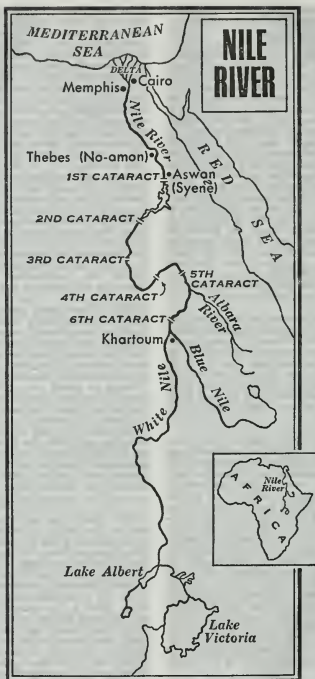 MEDITERRANEAN
SEA
NILE
RIVER
DELTA
Cairo
Memphis
Nile River
RED
SEA
Thebes (No-amon)
1ST CATARACT
Aswan
(Syene)
2ND CATARACT
3RD CATARACT
5TH
CATARACT
4TH CATARACT
Atbara
River
6TH CATARACT
Khartoum
Blue
Nile
White
Nile
Nile
River
AFRICA
Lake Albert
Lake
Victoria